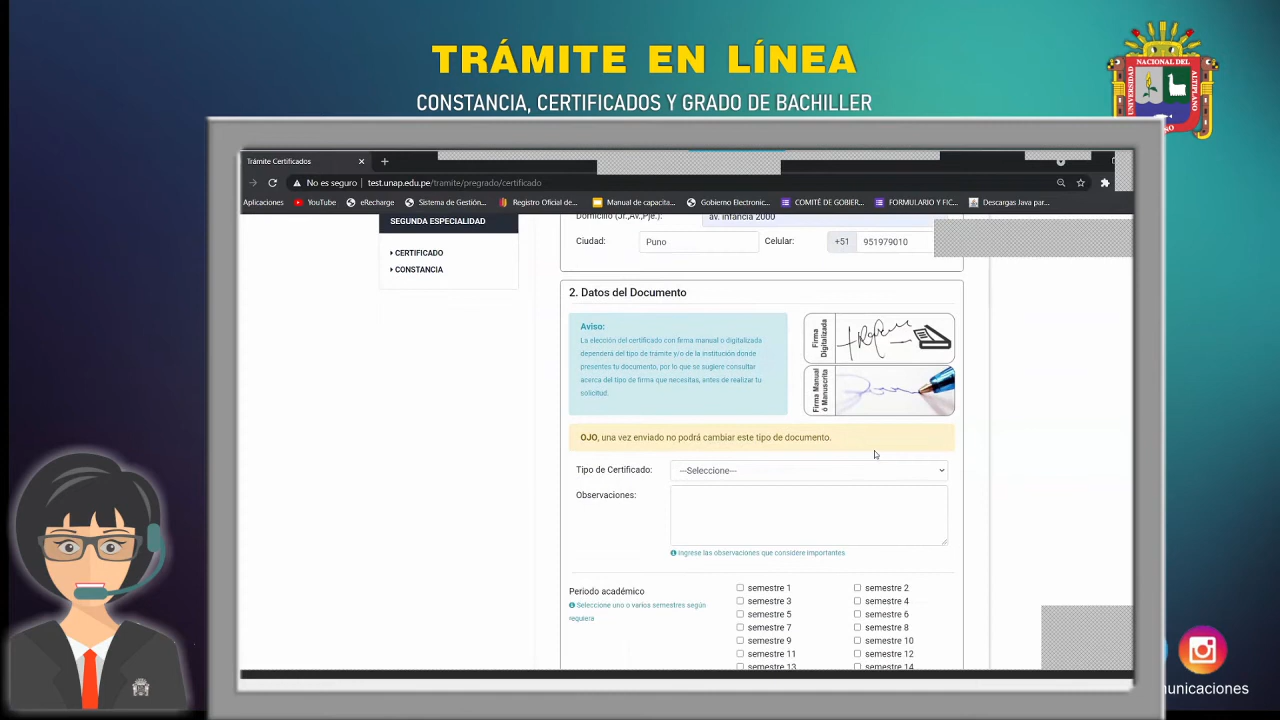 TRÁMITE EN LÍNEA
CONSTANCIA, CERTIFICADOS Y GRADO DE BACHILLER
UNIVERSIDAD NACIONAL DEL ALTIPLANO
Trámite Certificados
No es seguro | test.unap.edu.pe/tramite/pregrado/certificado
Aplicaciones YouTube eRecharge Sistema de Gestión... Registro Oficial de... Manual de capacita... Gobierno Electronic... COMITÉ DE GOBIER... FORMULARIO Y FIC... Descargas Java par...
SEGUNDA ESPECIALIDAD
CERTIFICADO
CONSTANCIA
Domicilio (Jr.,Av.,Pje.): av. infancia 2000
Ciudad: Puno Celular: +51 951979010
2. Datos del Documento
Aviso:
La elección del certificado con firma manual o digitalizada
dependerá del tipo de trámite y/o de la institución donde
presentes tu documento, por lo que se sugiere consultar
acerca del tipo de firma que necesitas, antes de realizar tu
solicitud.
Firma
Digitalizada
Firma Manual
ó Manuscrita
OJO, una vez enviado no podrá cambiar este tipo de documento.
Tipo de Certificado: ---Seleccione---
Observaciones:
Ingrese las observaciones que considere importantes
Periodo académico
Seleccione uno o varios semestres según
requiera
semestre 1 semestre 2
semestre 3 semestre 4
semestre 5 semestre 6
semestre 7 semestre 8
semestre 9 semestre 10
semestre 11 semestre 12
semestre 13 semestre 14
unicaciones